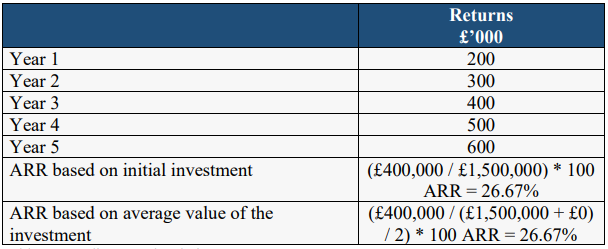 Returns
£’000
Year 1 200
Year 2 300
Year 3 400
Year 4 500
Year 5 600
ARR based on initial investment (£400,000 / £1,500,000) * 100
ARR = 26.67%
ARR based on average value of the (£400,000 / (£1,500,000 + £0)
investment / 2) * 100 ARR = 26.67%